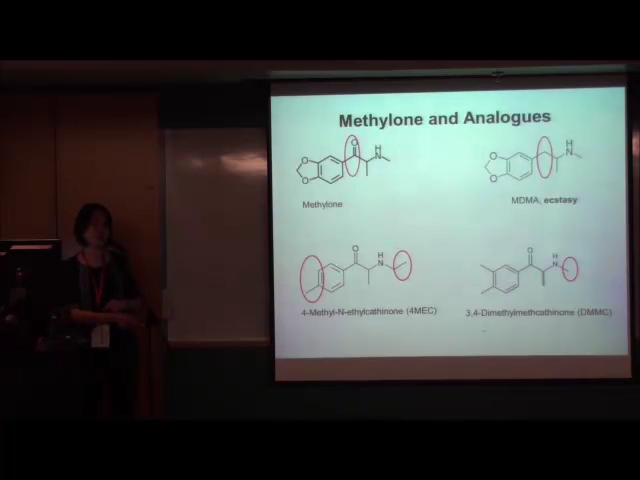 Methylone and Analogues
O
O
O
H
N
Methylone
O
O
H
N
MDMA, ecstasy
O
H
N
4-Methyl-N-ethylcathinone (4MEC)
O
H
N
3,4-Dimethylmethcathinone (DMMC)